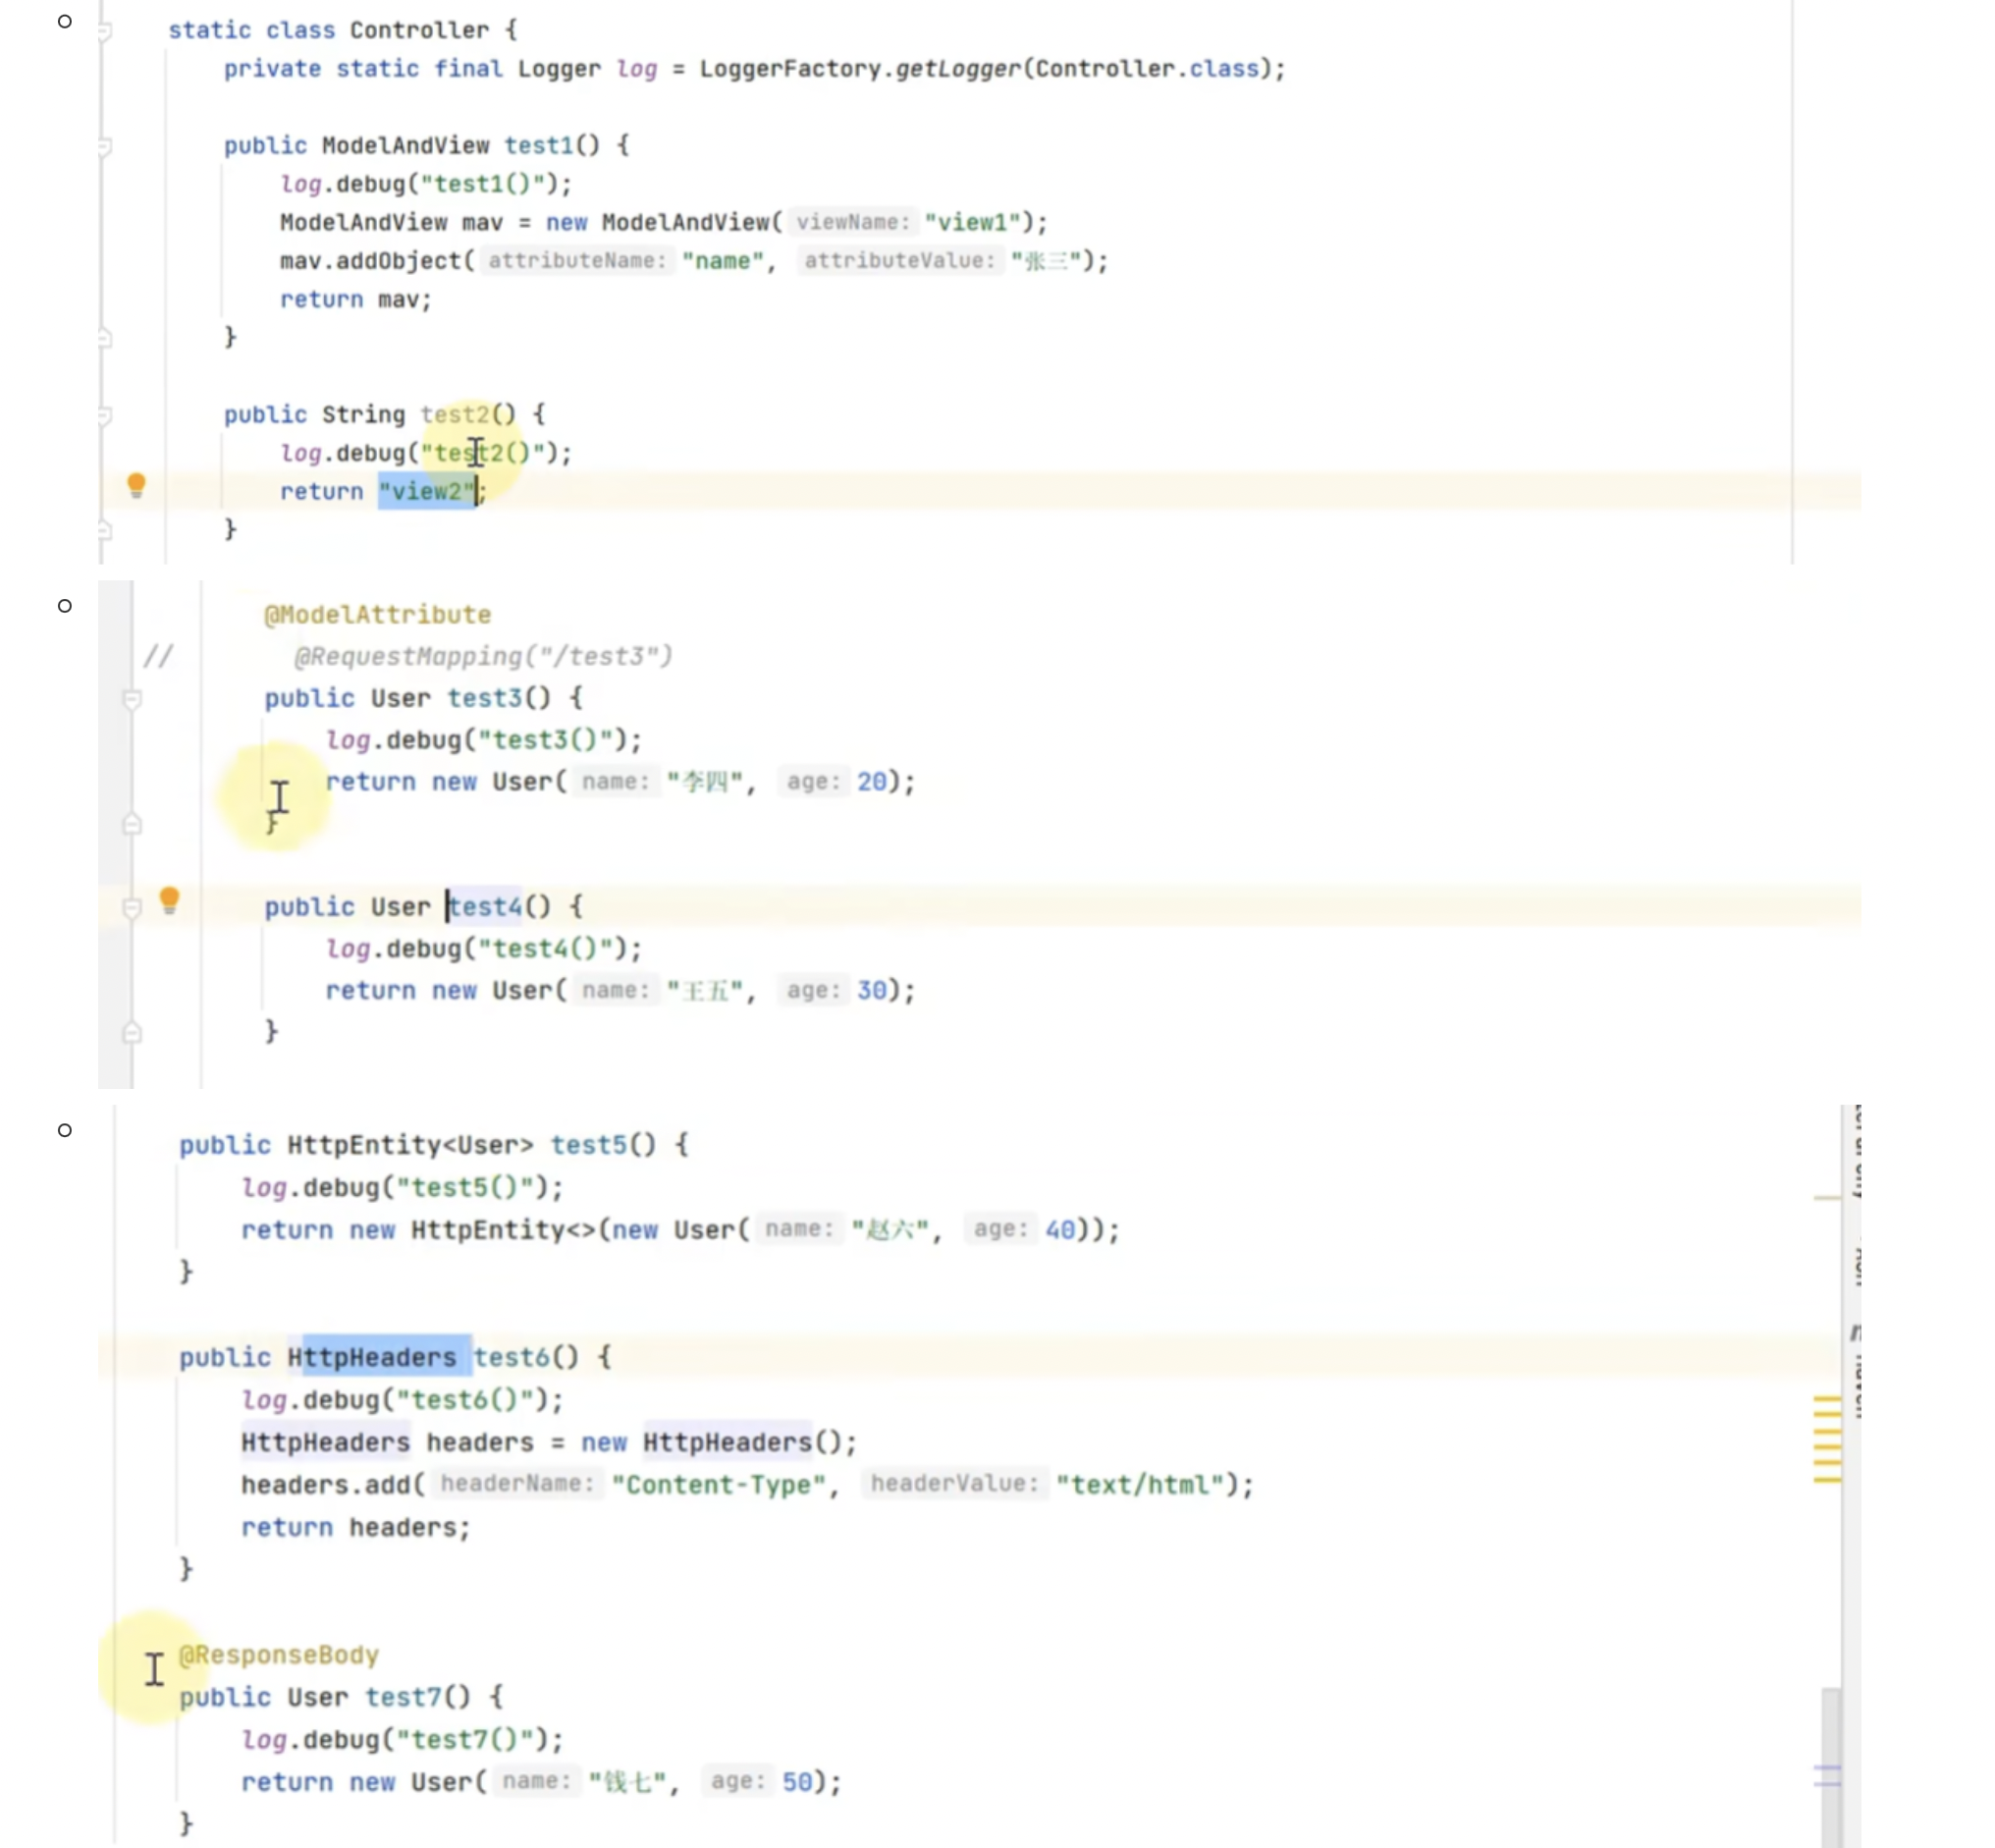 static class Controller {
private static final Logger log = LoggerFactory.getLogger(Controller.class);
public ModelAndView test1() {
log.debug("test1()");
ModelAndView mav = new ModelAndView( viewName: "view1");
mav.addObject( attributeName: "name", attributeValue: "张三");
return mav;
}
public String test2() {
log.debug("test2()");
return "view2";
}
@ModelAttribute
// @RequestMapping("/test3")
public User test3() {
log.debug("test3()");
return new User( name: "李四", age: 20);
}
public User test4() {
log.debug("test4()");
return new User( name: "王五", age: 30);
}
public HttpEntity<User> test5() {
log.debug("test5()");
return new HttpEntity<>(new User( name: "赵六", age: 40));
}
public HttpHeaders test6() {
log.debug("test6()");
HttpHeaders headers = new HttpHeaders();
headers.add( headerName: "Content-Type", headerValue: "text/html");
return headers;
}
@ResponseBody
public User test7() {
log.debug("test7()");
return new User( name: "钱七", age: 50);
}